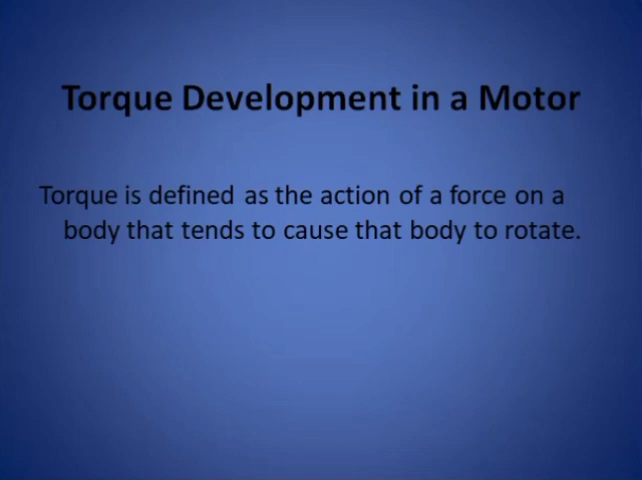 Torque Development in a Motor
Torque is defined as the action of a force on a
body that tends to cause that body to rotate.